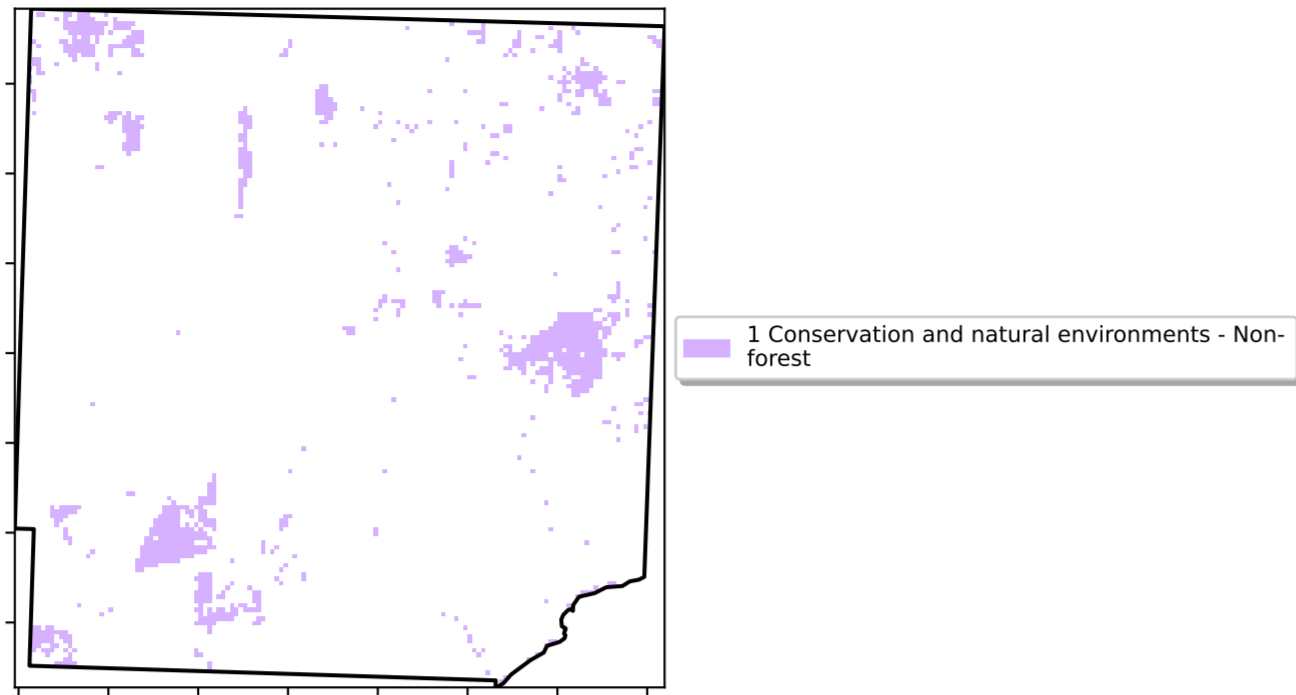 1 Conservation and natural environments - Non-
forest